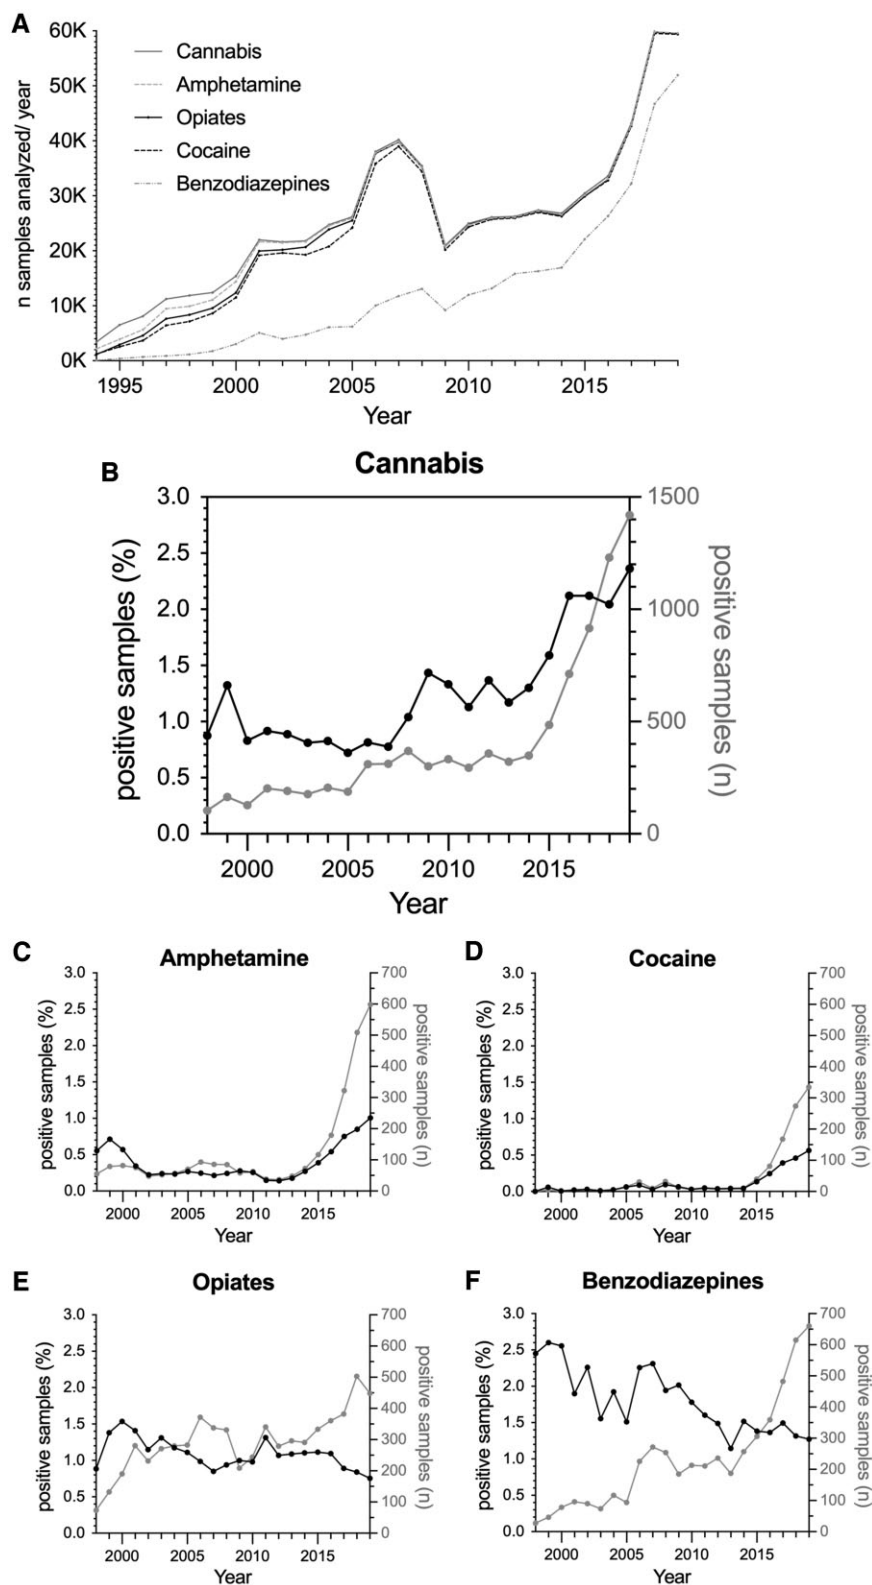 A
n samples analyzed/ year
60K
50K
40K
30K
20K
10K
0K
Cannabis
Amphetamine
Opiates
Cocaine
Benzodiazepines
1995 2000 2005 2010 2015
Year
B
Cannabis
positive samples (%)
3.0
2.5
2.0
1.5
1.0
0.5
0.0
1500
1000
500
0
positive samples (n)
2000 2005 2010 2015
Year
C
Amphetamine
positive samples (%)
3.0
2.5
2.0
1.5
1.0
0.5
0.0
700
600
500
400
300
200
100
0
positive samples (n)
2000 2005 2010 2015
Year
D
Cocaine
positive samples (%)
3.0
2.5
2.0
1.5
1.0
0.5
0.0
700
600
500
400
300
200
100
0
positive samples (n)
2000 2005 2010 2015
Year
E
Opiates
positive samples (%)
3.0
2.5
2.0
1.5
1.0
0.5
0.0
700
600
500
400
300
200
100
0
positive samples (n)
2000 2005 2010 2015
Year
F
Benzodiazepines
positive samples (%)
3.0
2.5
2.0
1.5
1.0
0.5
0.0
700
600
500
400
300
200
100
0
positive samples (n)
2000 2005 2010 2015
Year